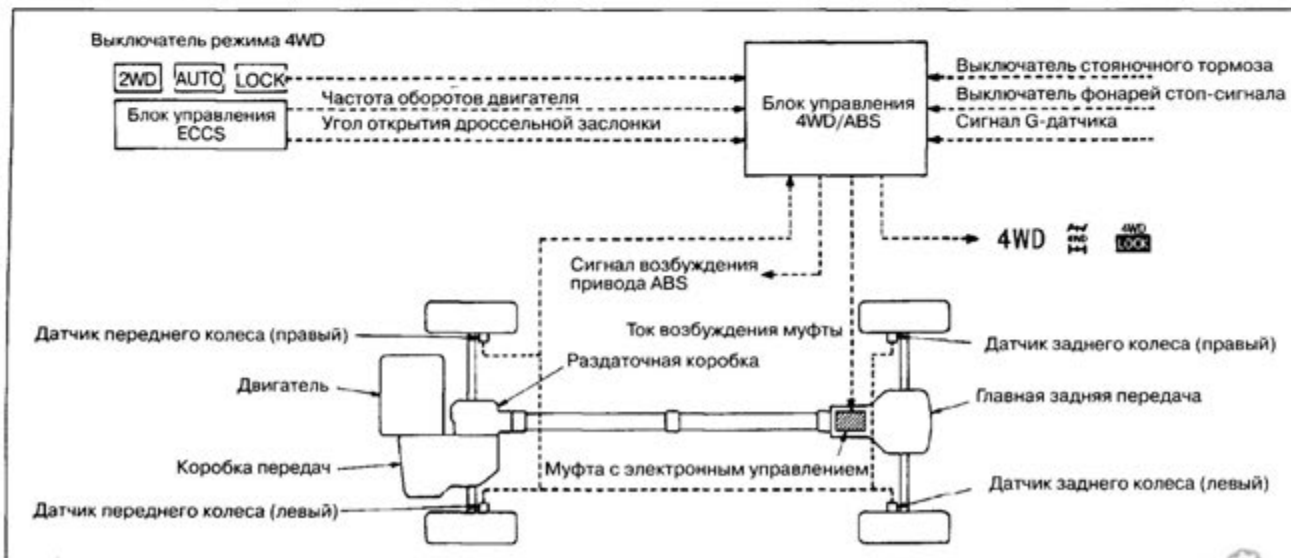 Выключатель режима 4WD
2WD AUTO LOCK
Блок управления
ECCS
Частота оборотов двигателя
Угол открытия дроссельной заслонки
Блок управления
4WD/ABS
Выключатель стояночного тормоза
Выключатель фонарей стоп-сигнала
Сигнал G-датчика
4WD
4WD
LOCK
Сигнал возбуждения
привода ABS
Ток возбуждения муфты
Датчик переднего колеса (правый)
Датчик заднего колеса (правый)
Раздаточная коробка
Двигатель
Главная задняя передача
Коробка передач
Муфта с электронным управлением
Датчик заднего колеса (левый)
Датчик переднего колеса (левый)